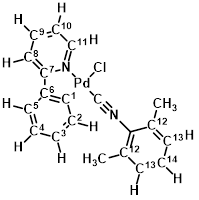 H C 10
H C 9 C 11 H
H C 8 N Pd Cl
C 7
C 6 C≡N CH₃
H C 5 C 1 C 12 C 13 H
H C 4 C 2 H H₃C C 12 C 14 H
C 3 H C 13 H
H H